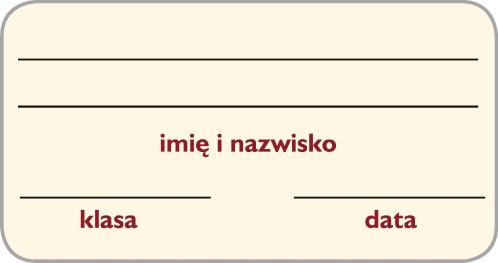 imię i nazwisko
klasa data